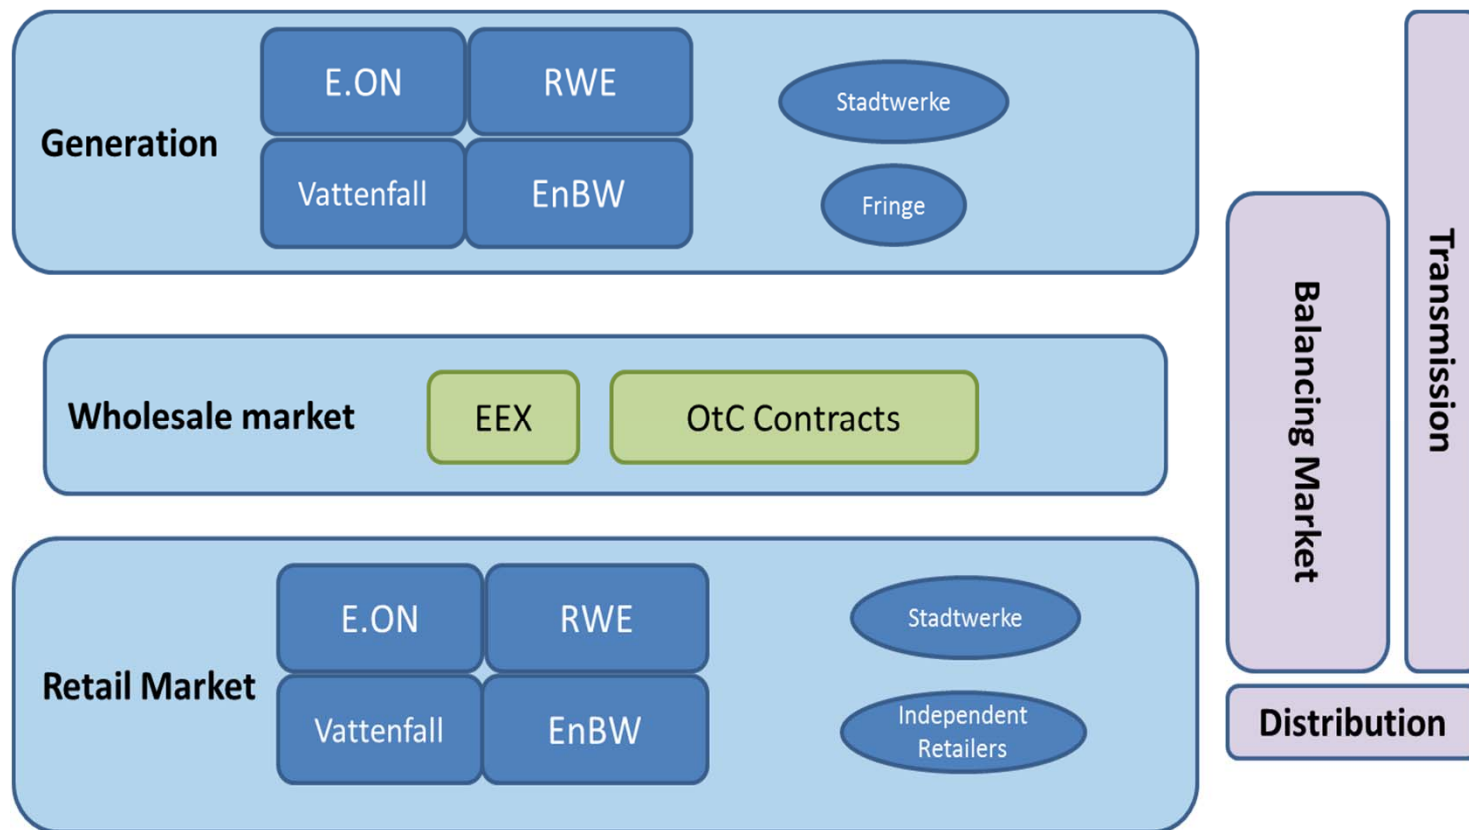 Generation
E.ON
RWE
Vattenfall
EnBW
Stadtwerke
Fringe
Wholesale market
EEX
OtC Contracts
Retail Market
E.ON
RWE
Vattenfall
EnBW
Stadtwerke
Independent
Retailers
Balancing Market
Transmission
Distribution